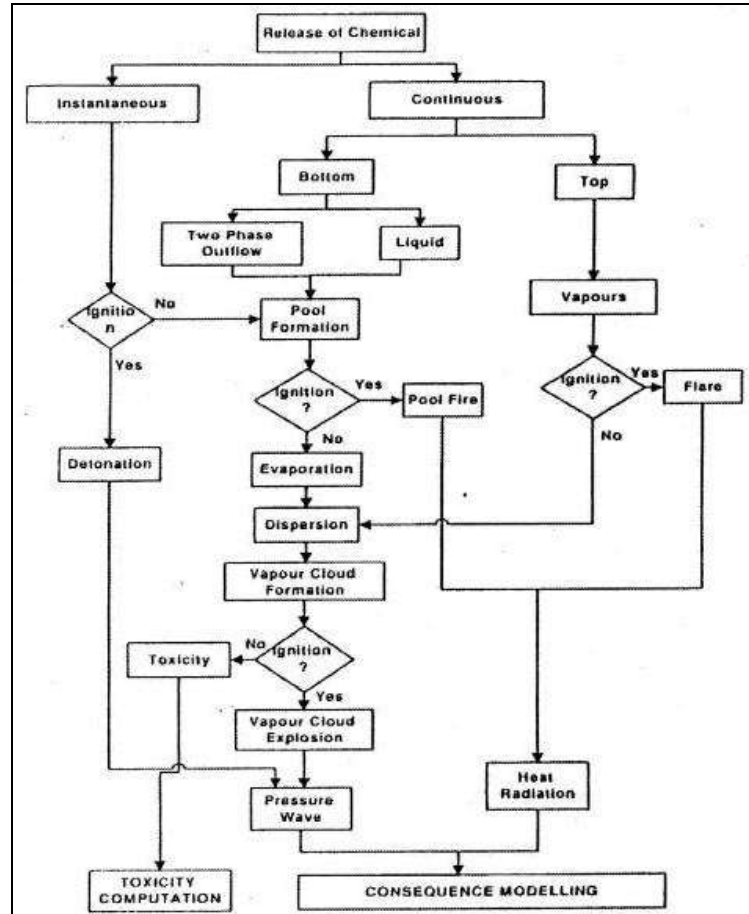 Release of Chemical
Instantaneous
Continuous
Bottom
Top
Two Phase
Outflow
Liquid
Vapours
Ignitio
n
No
Yes
Pool
Formation
Ignition
?
Yes
No
Pool Fire
Ignition
?
Yes
No
Flare
Detonation
Evaporation
Dispersion
Vapour Cloud
Formation
Ignition
?
No
Yes
Toxicity
Vapour Cloud
Explosion
Pressure
Wave
Heat
Radiation
TOXICITY
COMPUTATION
CONSEQUENCE MODELLING